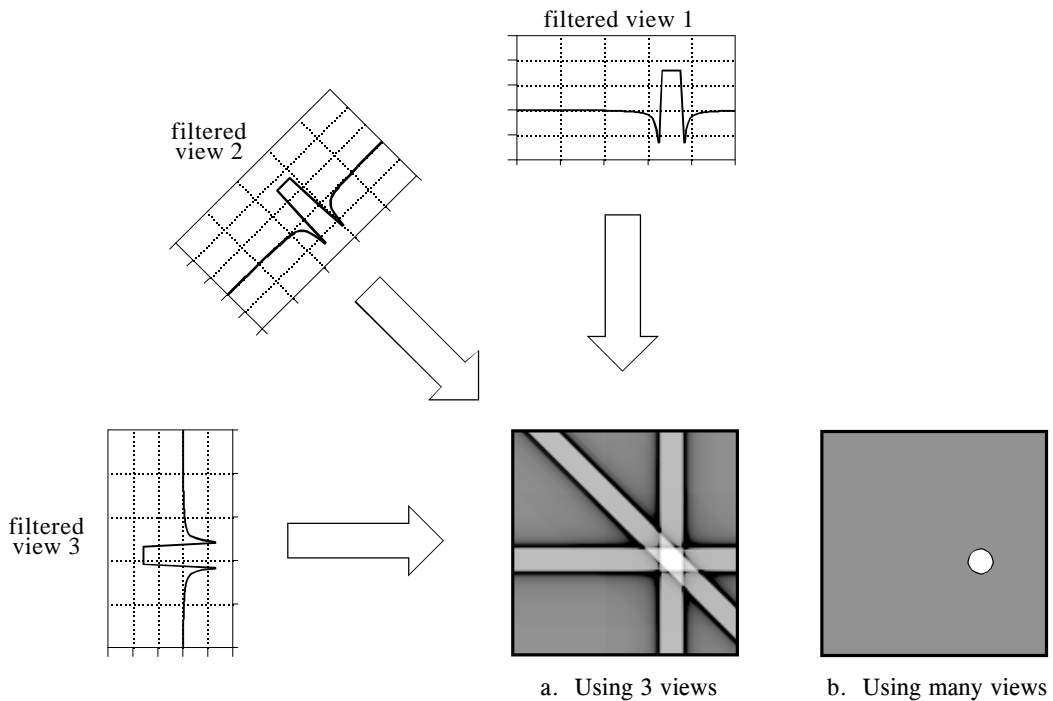 filtered view 1
filtered
view 2
filtered
view 3
a. Using 3 views
b. Using many views